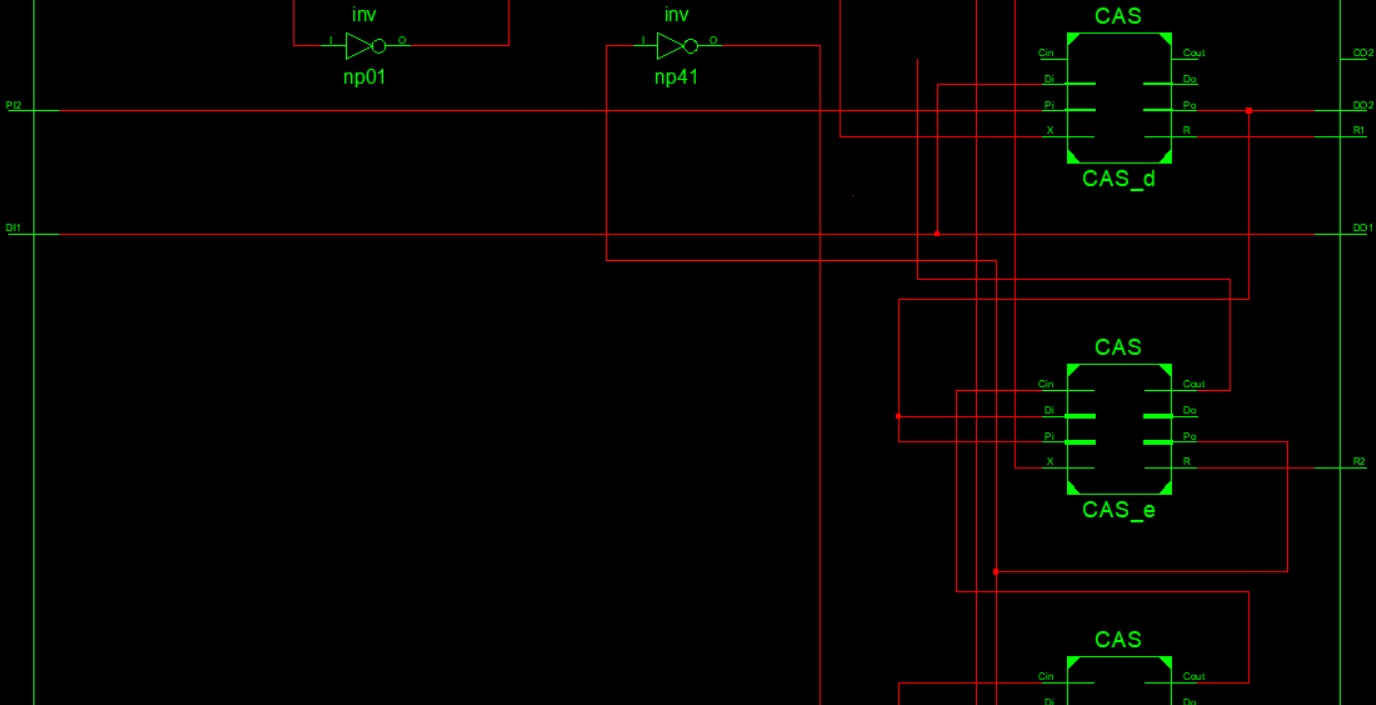 inv
inv
CAS
I O
I O
np01
np41
Cin Cout
CO2
Di Do
PI2
Pi Po
DO2
X R
R1
CAS_d
DI1
DO1
CAS
Cin Cout
Di Do
Pi Po
X R
R2
CAS_e
CAS
Cin Cout
Di Do